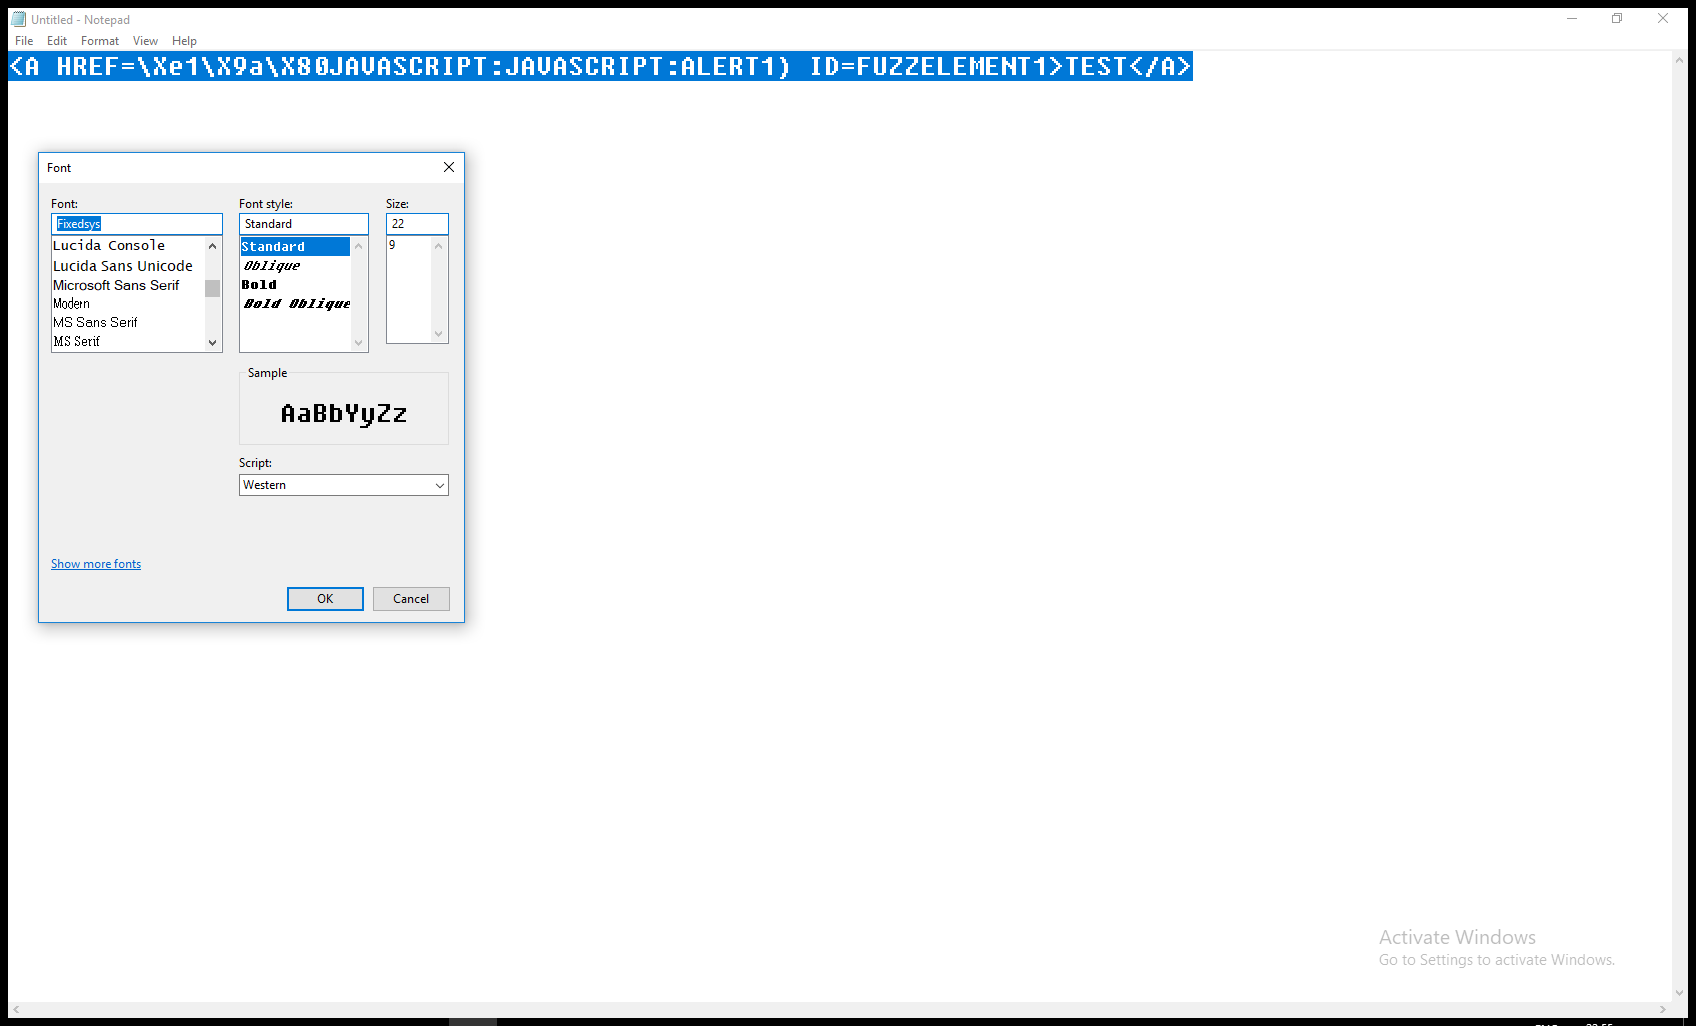 Untitled - Notepad
File Edit Format View Help
<A HREF=\Xe1\X9a\X80JAVASCRIPT:JAVASCRIPT:ALERT1) ID=FUZZELEMENT1>TEST</A>
Font
Font: Font style: Size:
Fixedsys Standard 22
Lucida Console Standard 9
Lucida Sans Unicode Oblique
Microsoft Sans Serif Bold
Modern Bold Oblique
MS Sans Serif
MS Serif
Sample
AaBbYyZz
Script:
Western
Show more fonts
OK Cancel
Activate Windows
Go to Settings to activate Windows.